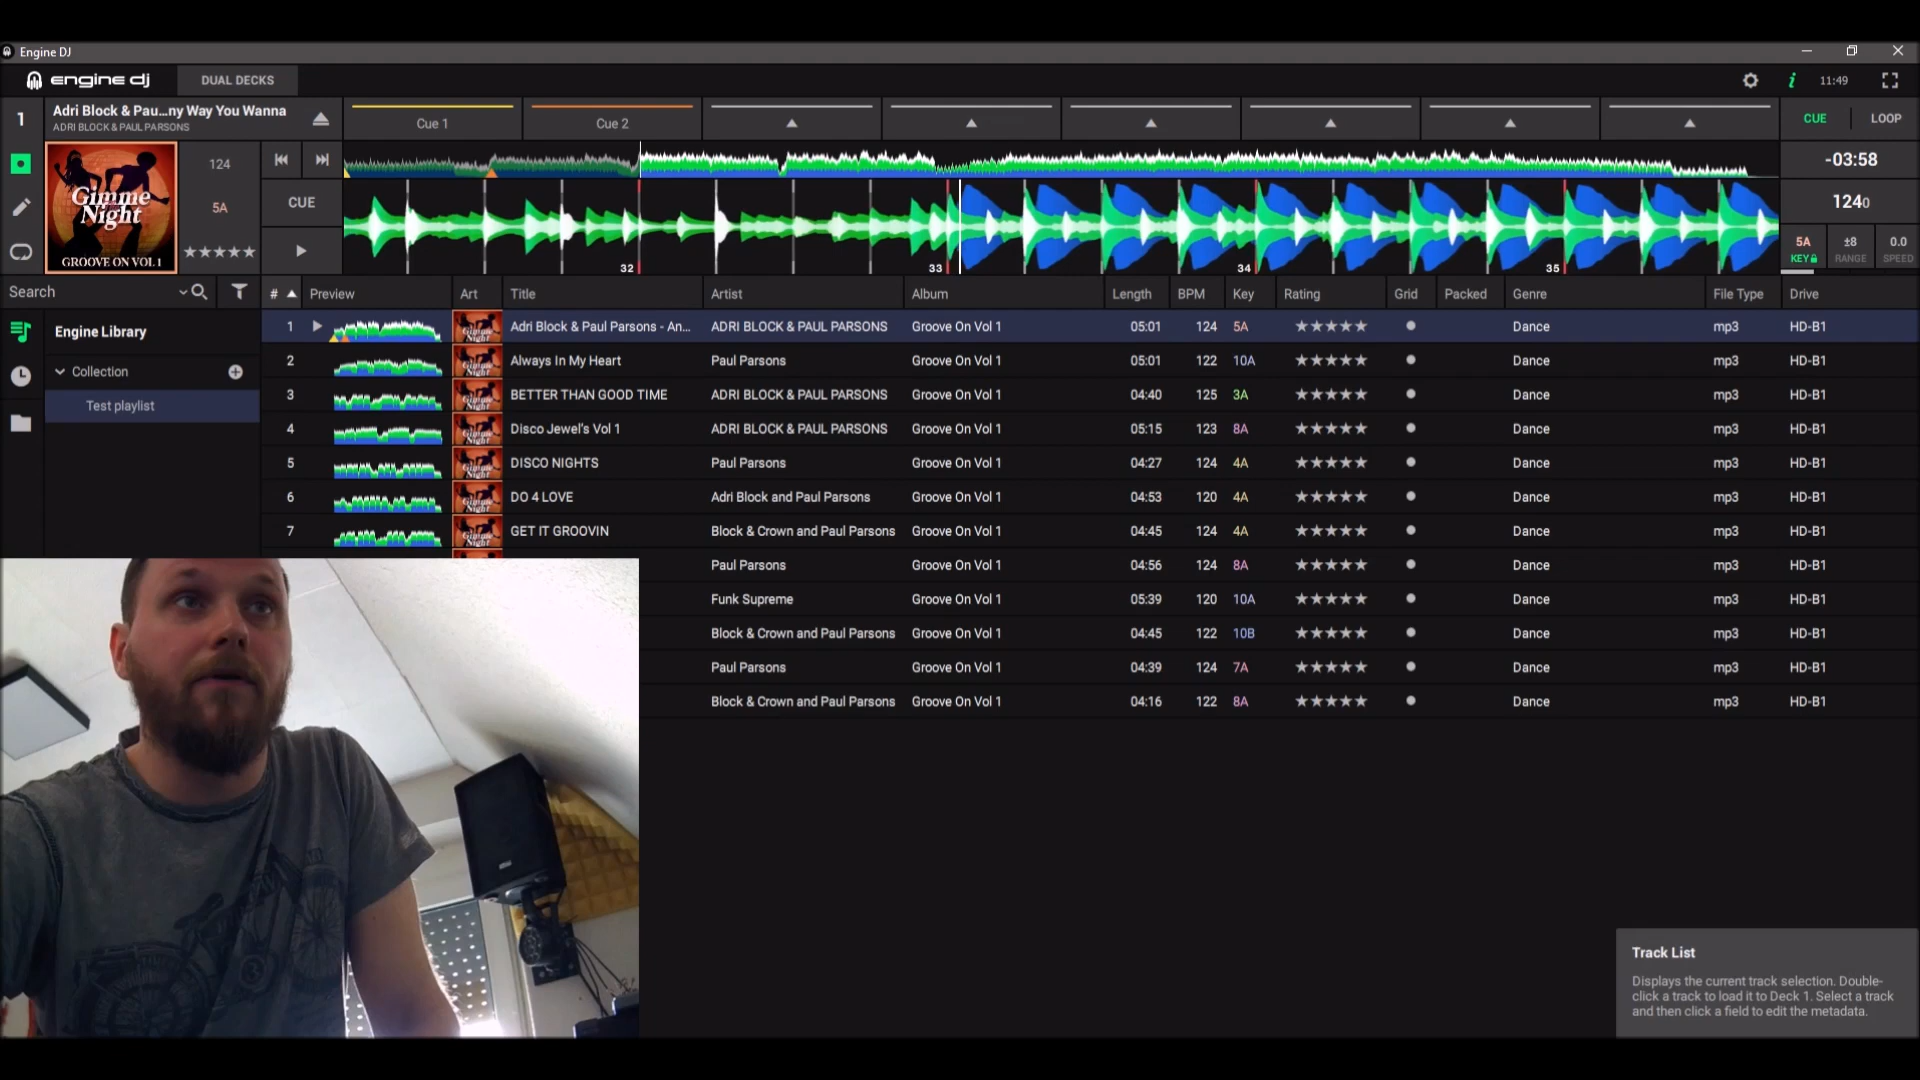 Engine DJ
engine dj DUAL DECKS 11:49
1 Adri Block & Pau...ny Way You Wanna
ADRI BLOCK & PAUL PARSONS
Cue 1 Cue 2 CUE LOOP
Gimme Night
GROOVE ON VOL 1
124
5A
CUE
-03:58
1240
32 33 34 35
5A ±8 0.0
KEY RANGE SPEED
Search # Preview Art Title Artist Album Length BPM Key Rating Grid Packed Genre File Type Drive
Engine Library
Collection
Test playlist
1 Adri Block & Paul Parsons - An... ADRI BLOCK & PAUL PARSONS Groove On Vol 1 05:01 124 5A Dance mp3 HD-B1
2 Always In My Heart Paul Parsons Groove On Vol 1 05:01 122 10A Dance mp3 HD-B1
3 BETTER THAN GOOD TIME ADRI BLOCK & PAUL PARSONS Groove On Vol 1 04:40 125 3A Dance mp3 HD-B1
4 Disco Jewel's Vol 1 ADRI BLOCK & PAUL PARSONS Groove On Vol 1 05:15 123 8A Dance mp3 HD-B1
5 DISCO NIGHTS Paul Parsons Groove On Vol 1 04:27 124 4A Dance mp3 HD-B1
6 DO 4 LOVE Adri Block and Paul Parsons Groove On Vol 1 04:53 120 4A Dance mp3 HD-B1
7 GET IT GROOVIN Block & Crown and Paul Parsons Groove On Vol 1 04:45 124 4A Dance mp3 HD-B1
Paul Parsons Groove On Vol 1 04:56 124 8A Dance mp3 HD-B1
Funk Supreme Groove On Vol 1 05:39 120 10A Dance mp3 HD-B1
Block & Crown and Paul Parsons Groove On Vol 1 04:45 122 10B Dance mp3 HD-B1
Paul Parsons Groove On Vol 1 04:39 124 7A Dance mp3 HD-B1
Block & Crown and Paul Parsons Groove On Vol 1 04:16 122 8A Dance mp3 HD-B1
Track List
Displays the current track selection. Double-
click a track to load it to Deck 1. Select a track
and then click a field to edit the metadata.